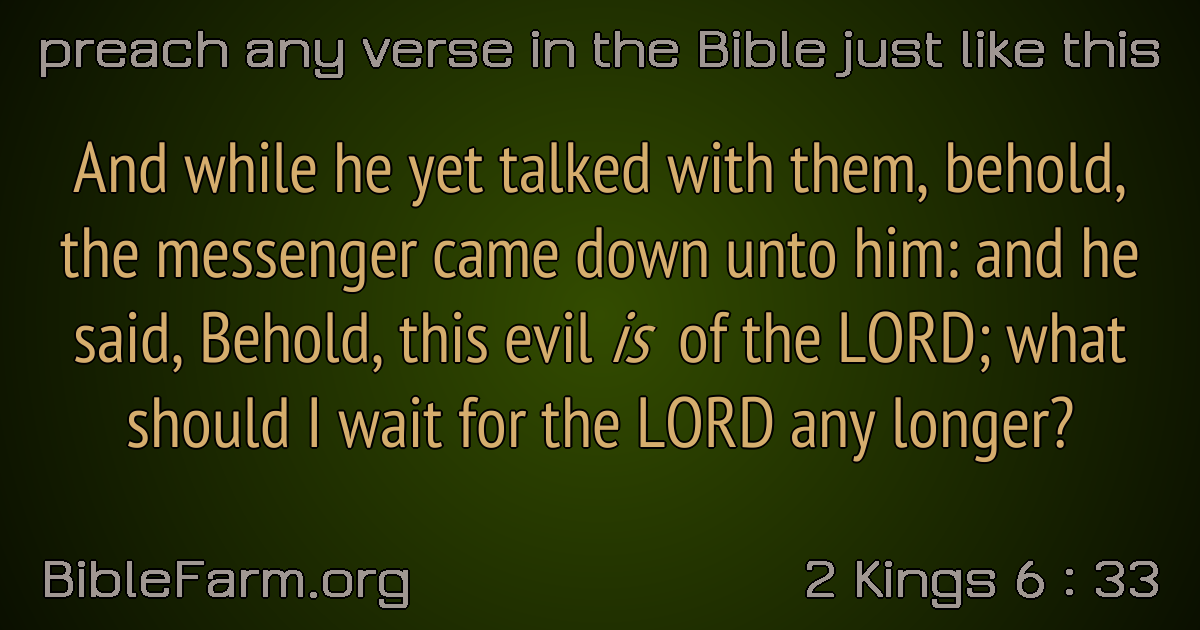 preach any verse in the Bible just like this
And while he yet talked with them, behold,
the messenger came down unto him: and he
said, Behold, this evil is of the LORD; what
should I wait for the LORD any longer?
BibleFarm.org
2 Kings 6 : 33